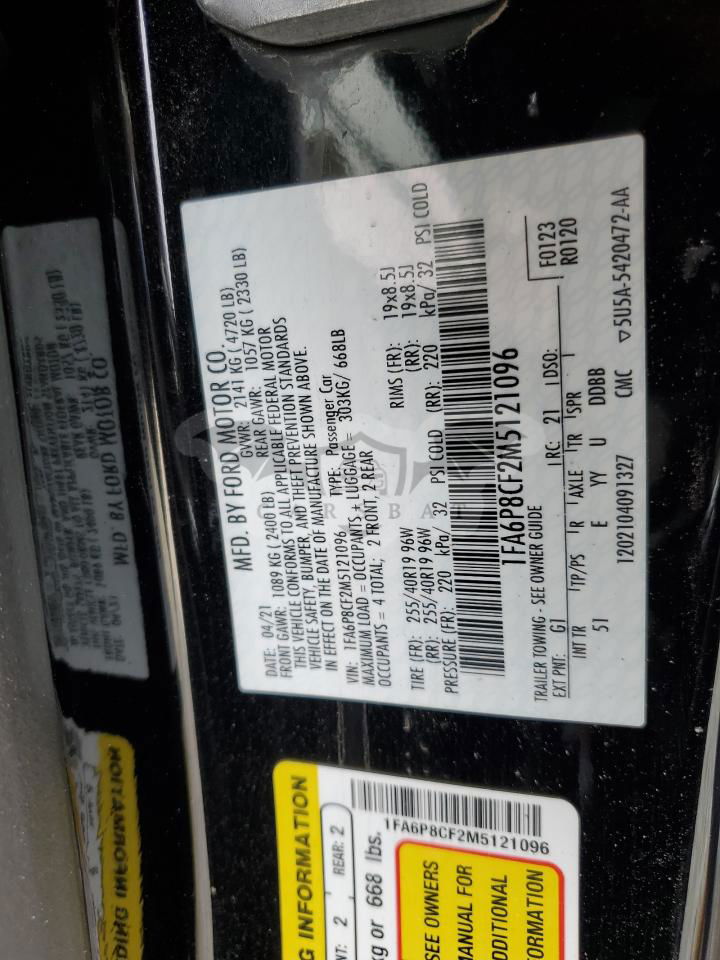 MFD. BY FORD MOTOR CO.
DATE: 04/21 GVWR: 2141 KG ( 4720 LB)
FRONT GAWR: 1089 KG ( 2400 LB) REAR GAWR: 1057 KG ( 2330 LB)
THIS VEHICLE CONFORMS TO ALL APPLICABLE FEDERAL MOTOR
VEHICLE SAFETY, BUMPER, AND THEFT PREVENTION STANDARDS
IN EFFECT ON THE DATE OF MANUFACTURE SHOWN ABOVE.
VIN: 1FA6P8CF2M5121096 TYPE: Passenger Car
MAXIMUM LOAD = OCCUPANTS + LUGGAGE = 303KG/ 668LB
OCCUPANTS = 4 TOTAL; 2 FRONT, 2 REAR
TIRE (FR): 255/40R19 96W RIMS (FR): 19x8.5J
(RR): 255/40R19 96W (RR): 19x8.5J
PRESSURE (FR): 220 kPa/ 32 PSI COLD (RR): 220 kPa/ 32 PSI COLD
1FA6P8CF2M5121096
TRAILER TOWING - SEE OWNER GUIDE F0123
EXT PNT: G1 RC: 21 DSO: R0120
INT TR TP/PS R AXLE TR SPR
51 E YY U DDBB
1202104091327 CMC ▽5U5A-5420472-AA
CARBAT
NG INFORMATION
NT: 2 REAR: 2
kg or 668 lbs.
1FA6P8CF2M5121096
SEE OWNERS
MANUAL FOR
ADDITIONAL
FORMATION